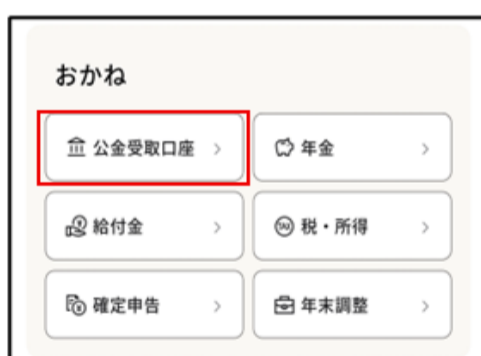 おかね
公金受取口座
年金
給付金
税・所得
確定申告
年末調整